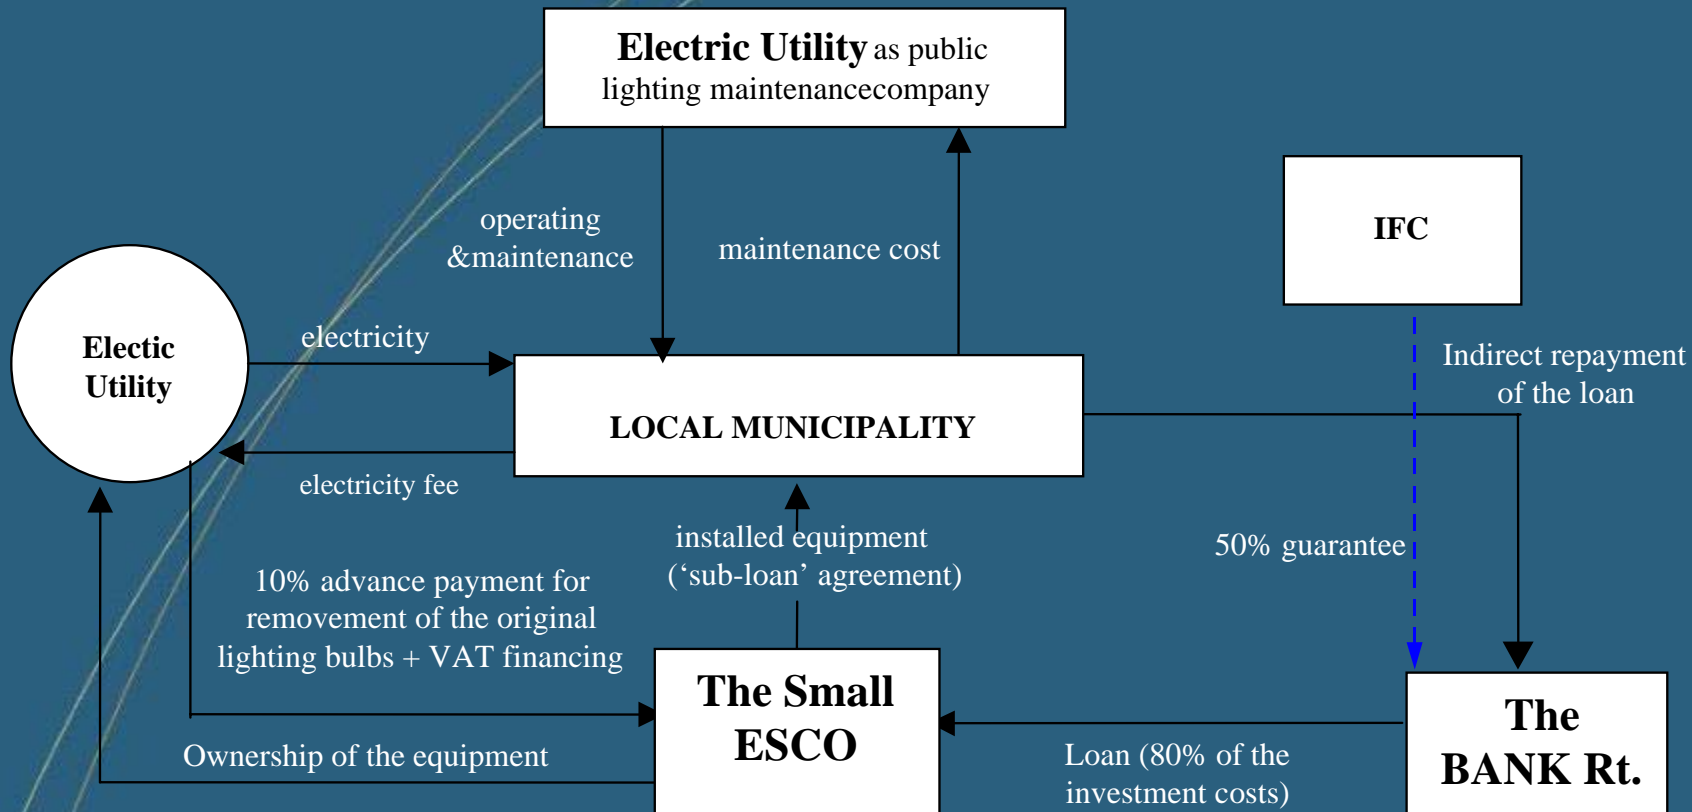 Electric Utility as public
lighting maintenancecompany
IFC
operating
&maintenance
maintenance cost
Electic
Utility
electricity
Indirect repayment
of the loan
LOCAL MUNICIPALITY
electricity fee
installed equipment
(‘sub-loan’ agreement)
50% guarantee
10% advance payment for
removement of the original
lighting bulbs + VAT financing
The Small
ESCO
The
BANK Rt.
Ownership of the equipment
Loan (80% of the
investment costs)